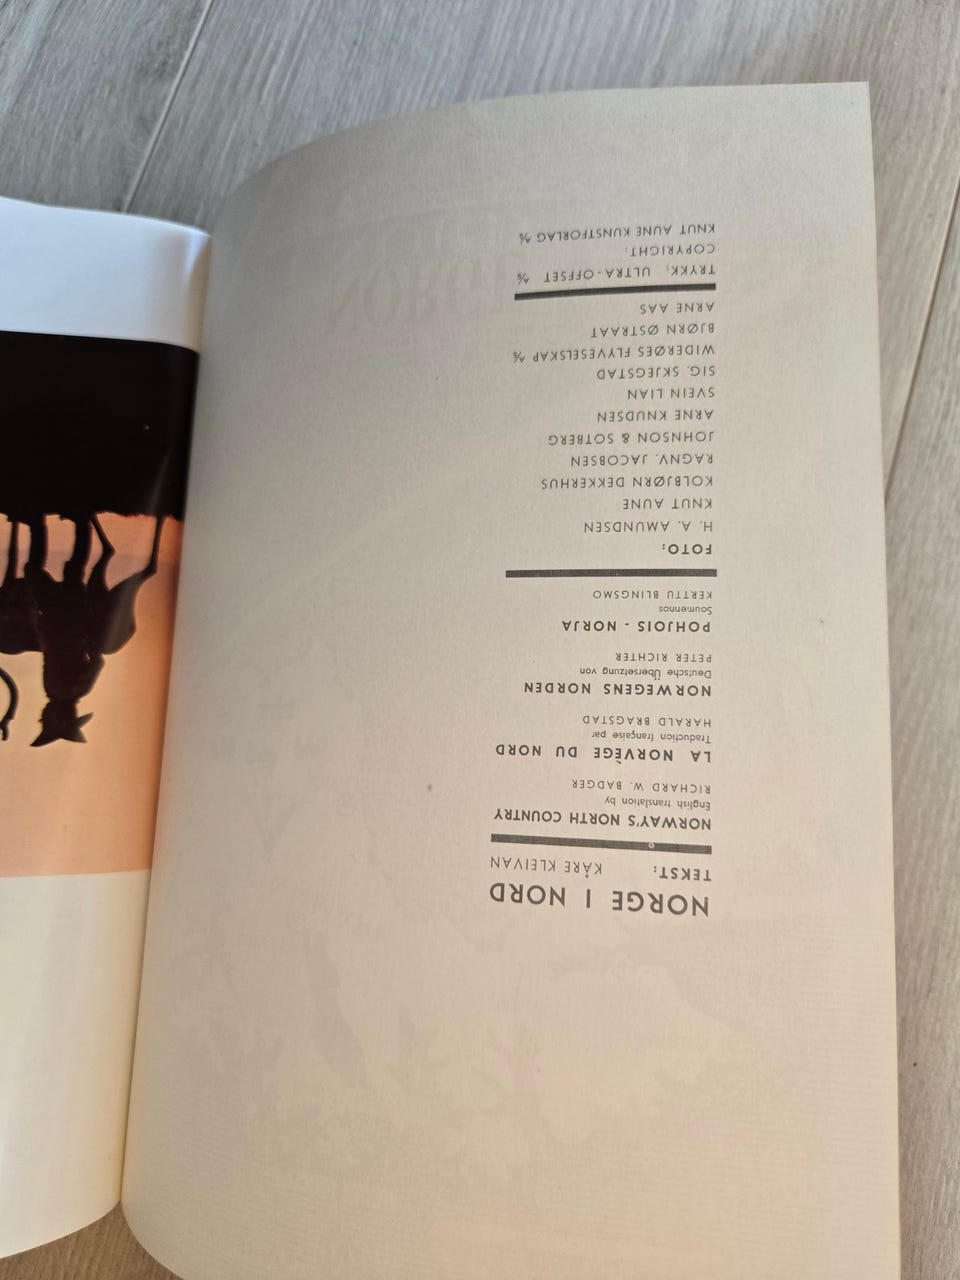 NORGE I NORD
TEKST: KÅRE KLEIVAN
NORWAY'S NORTH COUNTRY
English translation by
RICHARD W. BADGER
LA NORVÈGE DU NORD
Traduction française par
HARALD BRAGSTAD
NORWEGENS NORDEN
Deutsche Übersetzung von
PETER RICHTER
POHJOIS - NORJA
Suomennos
KERTTU BLINGSMO
FOTO:
H. A. AMUNDSEN
KNUT AUNE
KOLBJØRN DEKKERHUS
RAGNV. JACOBSEN
JOHNSON & SOTBERG
ARNE KNUDSEN
SVEIN LIAN
SIG. SKJEGSTAD
WIDERØES FLYVESELSKAP A/S
BJØRN ØSTRAAT
ARNE AAS
TRYKK; ULTRA-OFFSET A/S
COPYRIGHT;
KNUT AUNE KUNSTFORLAG A/S